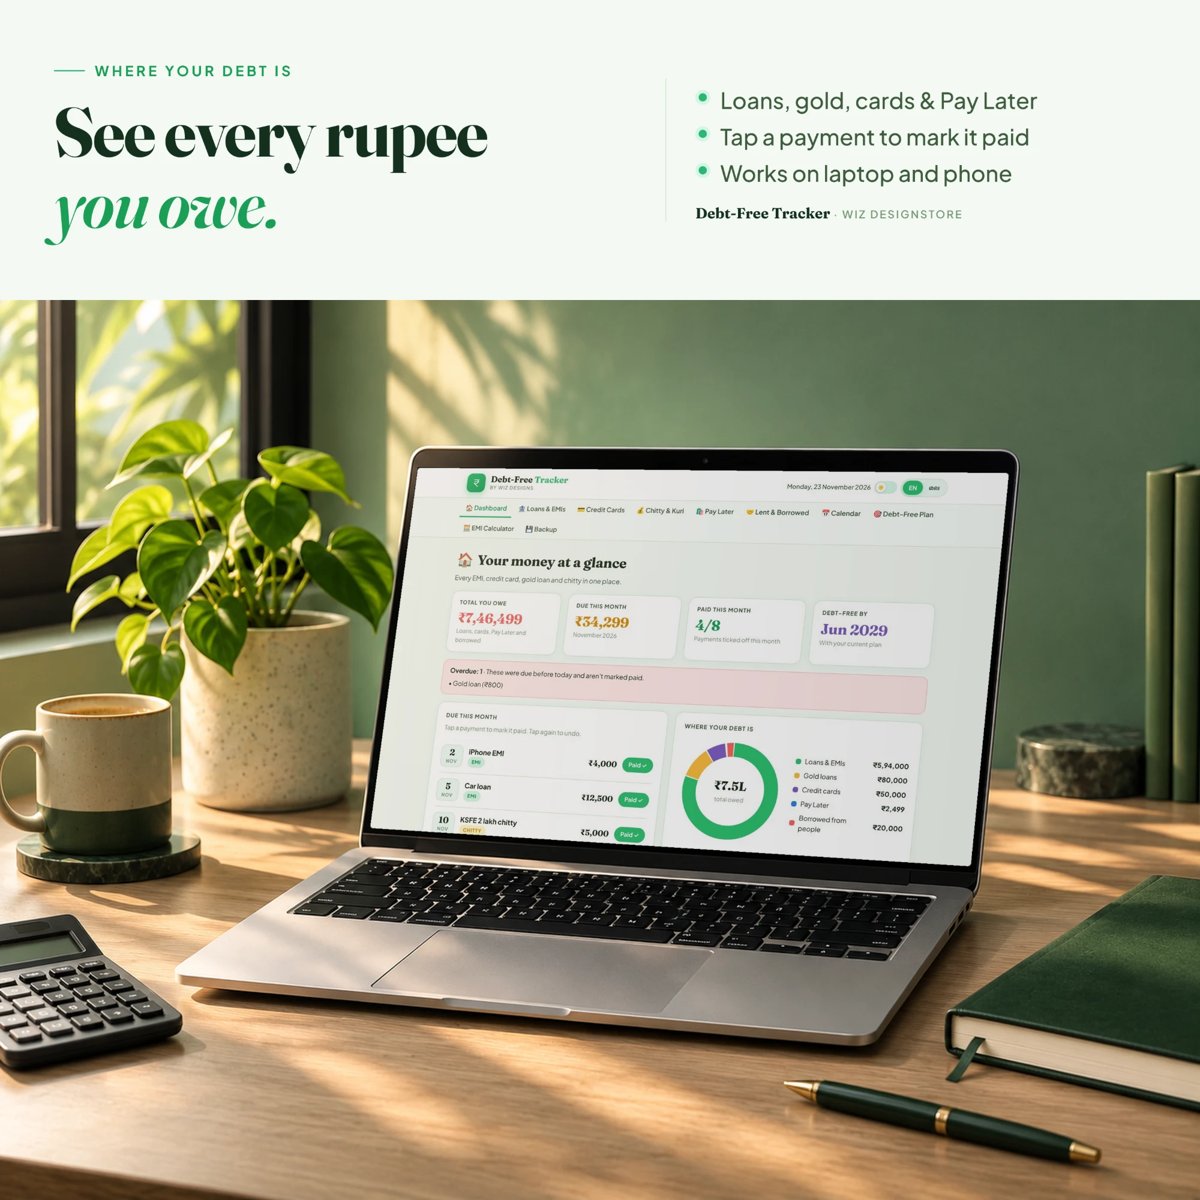 WHERE YOUR DEBT IS
See every rupee
you owe.
Loans, gold, cards & Pay Later
Tap a payment to mark it paid
Works on laptop and phone
Debt-Free Tracker · WIZ DESIGNSTORE
₹
Debt-Free Tracker
BY WIZ DESIGNS
Monday, 23 November 2026
EN
🏠 Dashboard
🏦 Loans & EMIs
💳 Credit Cards
💰 Chitty & Kuri
🛍️ Pay Later
🤝 Lent & Borrowed
📅 Calendar
🎯 Debt-Free Plan
🧮 EMI Calculator
💾 Backup
🏠 Your money at a glance
Every EMI, credit card, gold loan and chitty in one place.
TOTAL YOU OWE
₹7,46,499
Loans, cards, Pay Later and
borrowed
DUE THIS MONTH
₹34,299
November 2026
PAID THIS MONTH
4/8
Payments ticked off this month
DEBT-FREE BY
Jun 2029
With your current plan
Overdue: 1 · These were due before today and aren't marked paid.
• Gold loan (₹800)
DUE THIS MONTH
Tap a payment to mark it paid. Tap again to undo.
2
NOV
iPhone EMI
EMI
₹4,000
Paid ✓
5
NOV
Car loan
EMI
₹12,500
Paid ✓
10
NOV
KSFE 2 lakh chitty
CHITTY
₹5,000
Paid ✓
WHERE YOUR DEBT IS
₹7.5L
total owed
Loans & EMIs ₹5,94,000
Gold loans ₹80,000
Credit cards ₹50,000
Pay Later ₹2,499
Borrowed from
people ₹20,000